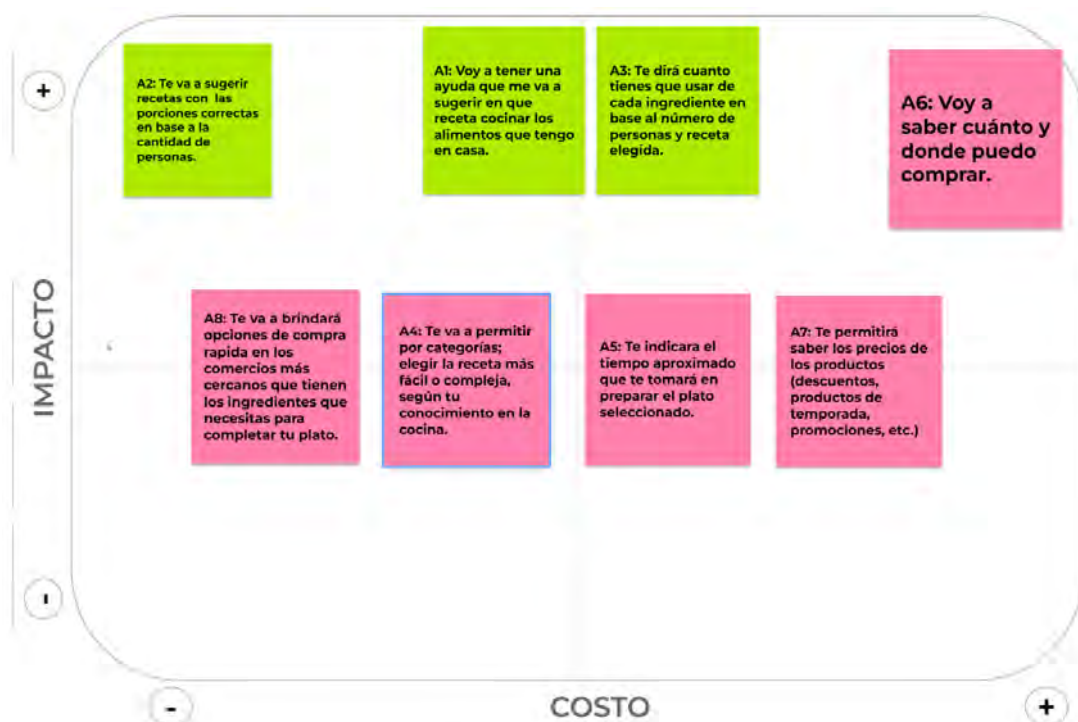 +
A2: Te va a sugerir
recetas con las
porciones correctas
en base a la
cantidad de
personas.
A1: Voy a tener una
ayuda que me va a
sugerir en que
receta cocinar los
alimentos que tengo
en casa.
A3: Te dirá cuanto
tienes que usar de
cada ingrediente en
base al número de
personas y receta
elegida.
A6: Voy a
saber cuánto y
donde puedo
comprar.
IMPACTO
A8: Te va a brindará
opciones de compra
rapida en los
comercios más
cercanos que tienen
los ingredientes que
necesitas para
completar tu plato.
A4: Te va a permitir
por categorías;
elegir la receta más
fácil o compleja,
según tu
conocimiento en la
cocina.
A5: Te indicara el
tiempo aproximado
que te tomará en
preparar el plato
seleccionado.
A7: Te permitirá
saber los precios de
los productos
(descuentos,
productos de
temporada,
promociones, etc.)
-
- COSTO +